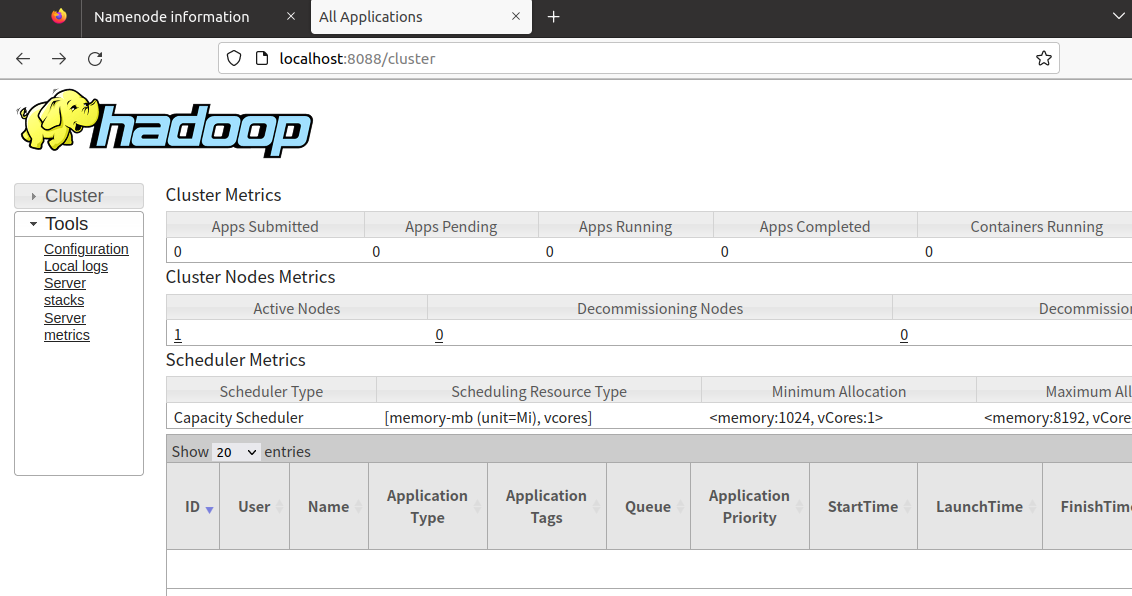 Namenode information
All Applications
localhost:8088/cluster
hadoop
Cluster
Tools
Configuration
Local logs
Server
stacks
Server
metrics
Cluster Metrics
Apps Submitted Apps Pending Apps Running Apps Completed Containers Running
0 0 0 0 0
Cluster Nodes Metrics
Active Nodes Decommissioning Nodes Decommission
1 0 0
Scheduler Metrics
Scheduler Type Scheduling Resource Type Minimum Allocation Maximum All
Capacity Scheduler [memory-mb (unit=Mi), vcores] <memory:1024, vCores:1> <memory:8192, vCore
Show 20 entries
ID User Name Application Type Application Tags Queue Application Priority StartTime LaunchTime FinishTime